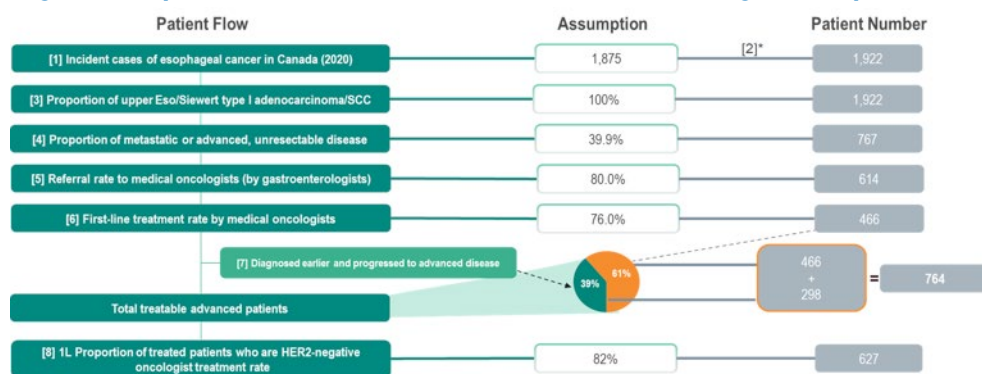 Patient Flow
Assumption
Patient Number
[1] Incident cases of esophageal cancer in Canada (2020)
1,875
[2]*
1,922
[3] Proportion of upper Eso/Siewert type I adenocarcinoma/SCC
100%
1,922
[4] Proportion of metastatic or advanced, unresectable disease
39.9%
767
[5] Referral rate to medical oncologists (by gastroenterologists)
80.0%
614
[6] First-line treatment rate by medical oncologists
76.0%
466
[7] Diagnosed earlier and progressed to advanced disease
39%
61%
466
+
298
=
764
Total treatable advanced patients
[8] 1L Proportion of treated patients who are HER2-negative
oncologist treatment rate
82%
627